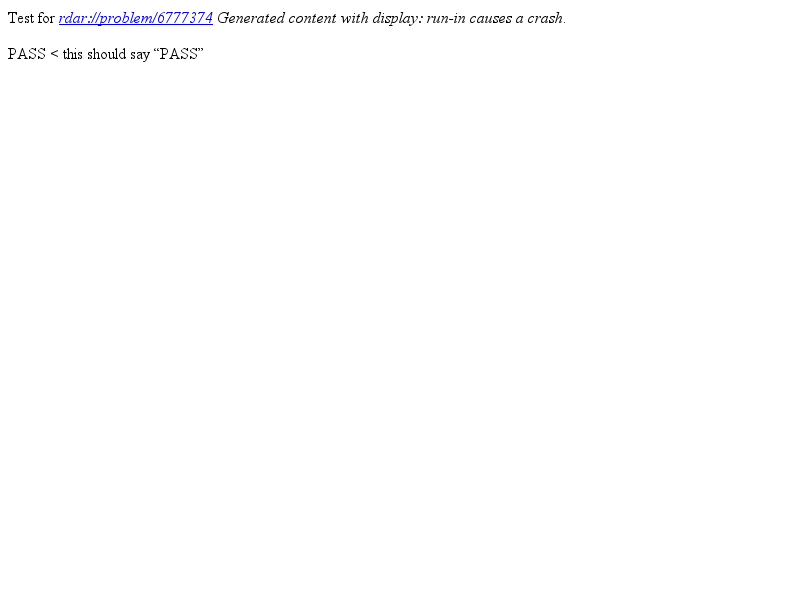 Test for rdar://problem/6777374 Generated content with display: run-in causes a crash.
PASS < this should say “PASS”